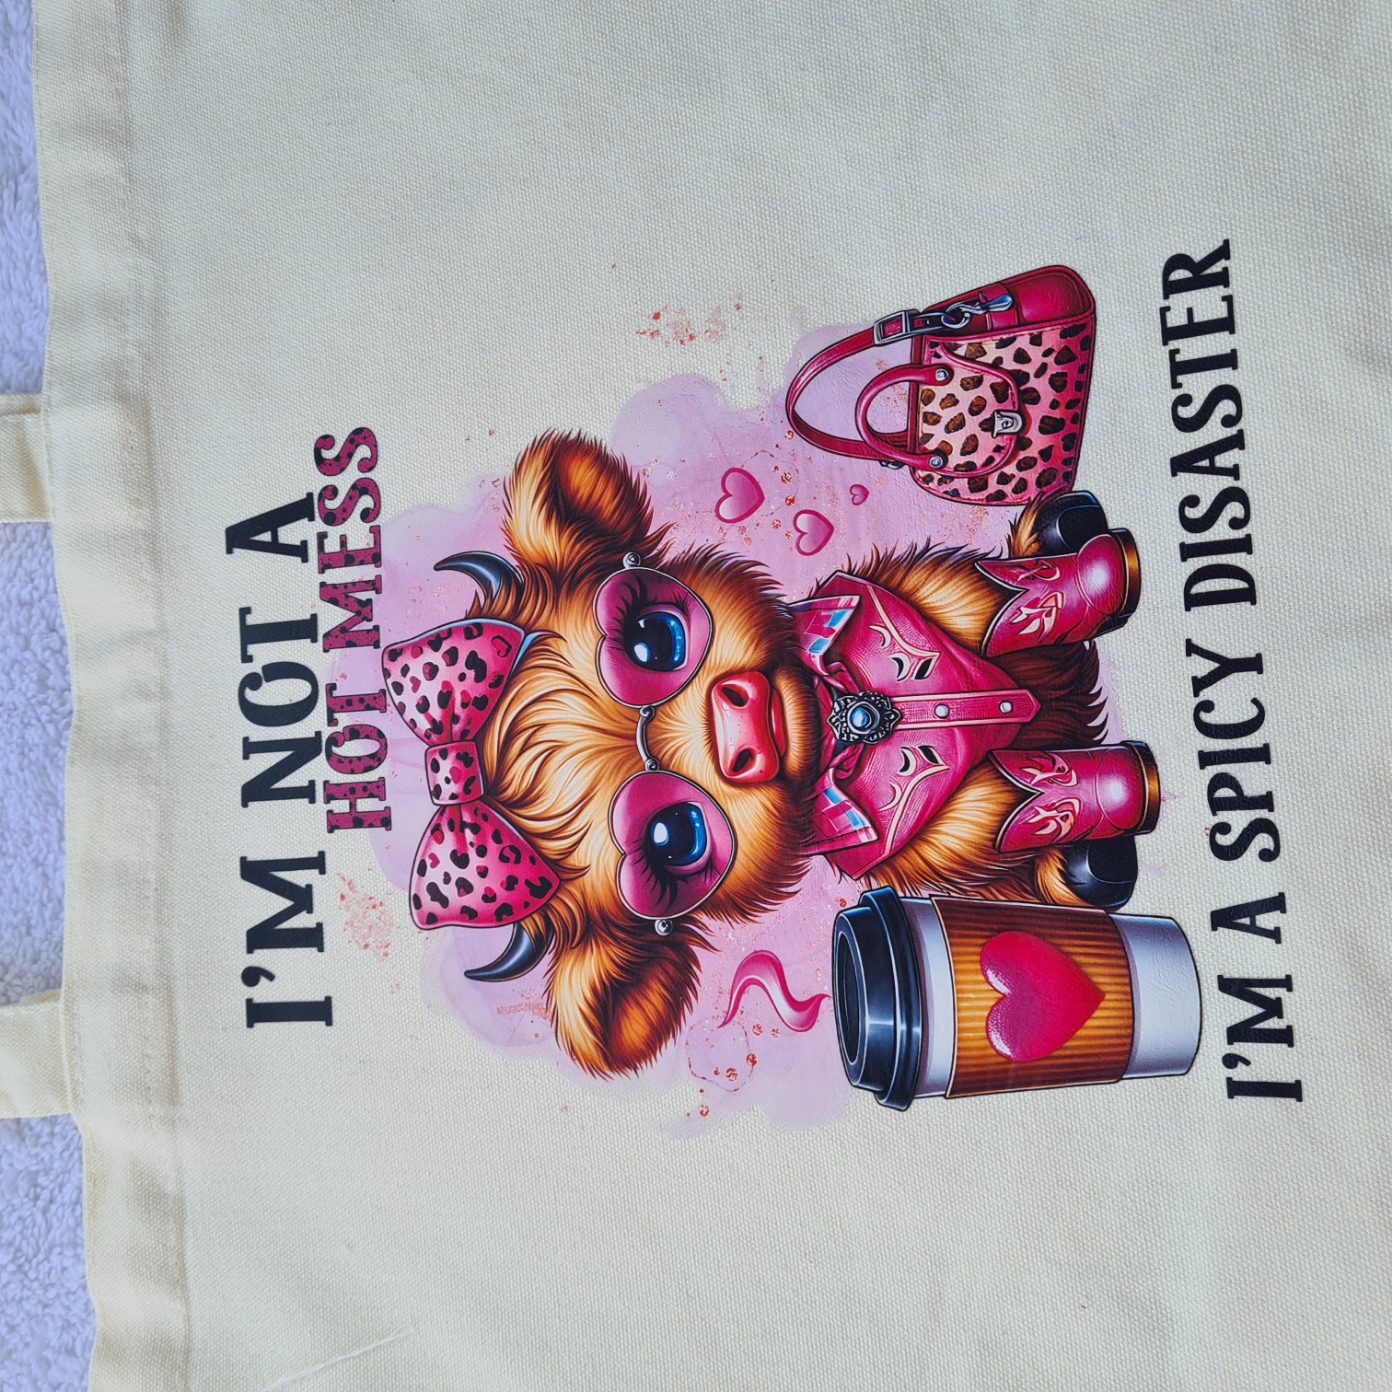 I'M NOT A
HOT MESS
I'M A SPICY DISASTER